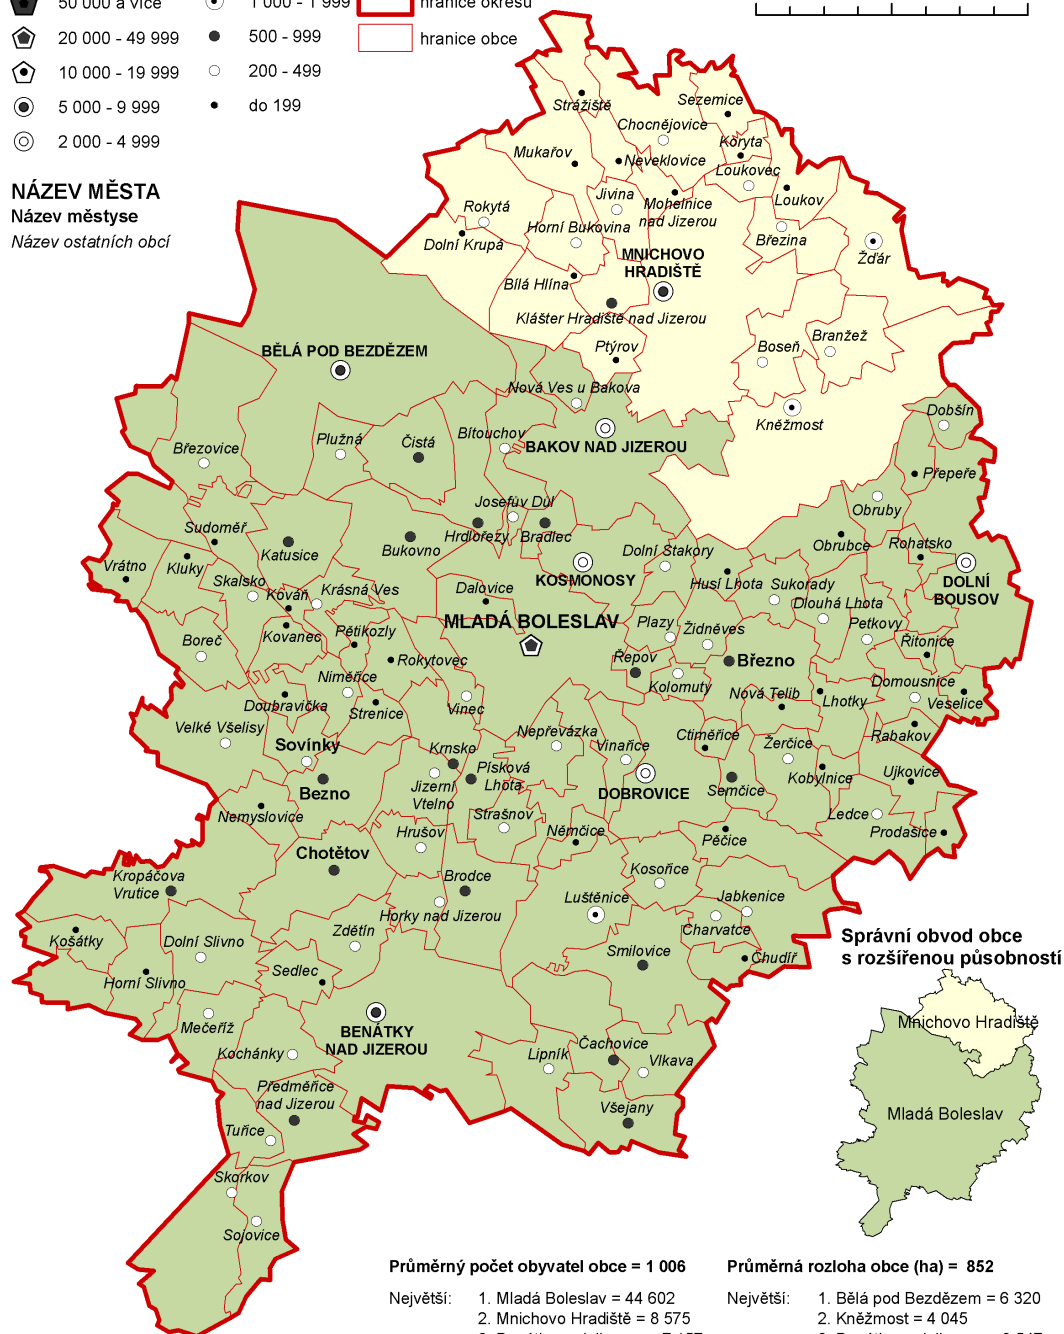 50 000 a více
1 000 - 1 999
hranice okresu
20 000 - 49 999
500 - 999
hranice obce
10 000 - 19 999
200 - 499
5 000 - 9 999
do 199
2 000 - 4 999
NÁZEV MĚSTA
Název městyse
Název ostatních obcí
Strážiště
Sezemice
Chocnějovice
Koryta
Mukařov
Neveklovice
Loukovec
Jivina
Mohelnice
nad Jizerou
Loukov
Rokytá
Horní Bukovina
Dolní Krupá
Březina
Žďár
MNICHOVO
HRADIŠTĚ
Bílá Hlína
Klášter Hradiště nad Jizerou
Ptýrov
Boseň
Branžež
BĚLÁ POD BEZDĚZEM
Nová Ves u Bakova
Kněžmost
Dobšín
Březovice
Plužná
Čistá
Bítouchov
BAKOV NAD JIZEROU
Přepeře
Obruby
Josefův Důl
Sudoměř
Katusice
Bukovno
Hrdlořezy
Bradlec
Dolní Stakory
Obrubce
Rohatsko
Vrátno
Kluky
Skalsko
Kováň
Krásná Ves
Dalovice
KOSMONOSY
Husí Lhota
Sukorady
DOLNÍ
BOUSOV
Dlouhá Lhota
MLADÁ BOLESLAV
Plazy
Židněves
Petkovy
Řitonice
Boreč
Kovanec
Pětikozly
Rokytovec
Řepov
Březno
Niměřice
Kolomuty
Nová Telib
Lhotky
Domousnice
Veselice
Doubravička
Strenice
Vinec
Velké Všelisy
Sovínky
Nepřevázka
Vinařice
Ctiměřice
Žerčice
Rabakov
Krnsko
Písková
Lhota
Jizerní
Vtelno
Bezno
DOBROVICE
Semčice
Kobylnice
Ujkovice
Nemyslovice
Strašnov
Ledce
Hrušov
Němčice
Pěčice
Prodašice
Chotětov
Kropáčova
Vrutice
Brodce
Kosořice
Luštěnice
Jabkenice
Horky nad Jizerou
Charvatce
Košátky
Dolní Slivno
Zdětín
Smilovice
Chudíř
Horní Slivno
Sedlec
Mečeříž
BENÁTKY
NAD JIZEROU
Kochánky
Lipník
Čachovice
Vlkava
Předměřice
nad Jizerou
Všejany
Tuřice
Skorkov
Sojovice
Správní obvod obce
s rozšířenou působností
Mnichovo Hradiště
Mladá Boleslav
Průměrný počet obyvatel obce = 1 006
Průměrná rozloha obce (ha) = 852
Největší: 1. Mladá Boleslav = 44 602
Největší: 1. Bělá pod Bezdězem = 6 320
2. Mnichovo Hradiště = 8 575
2. Kněžmost = 4 045